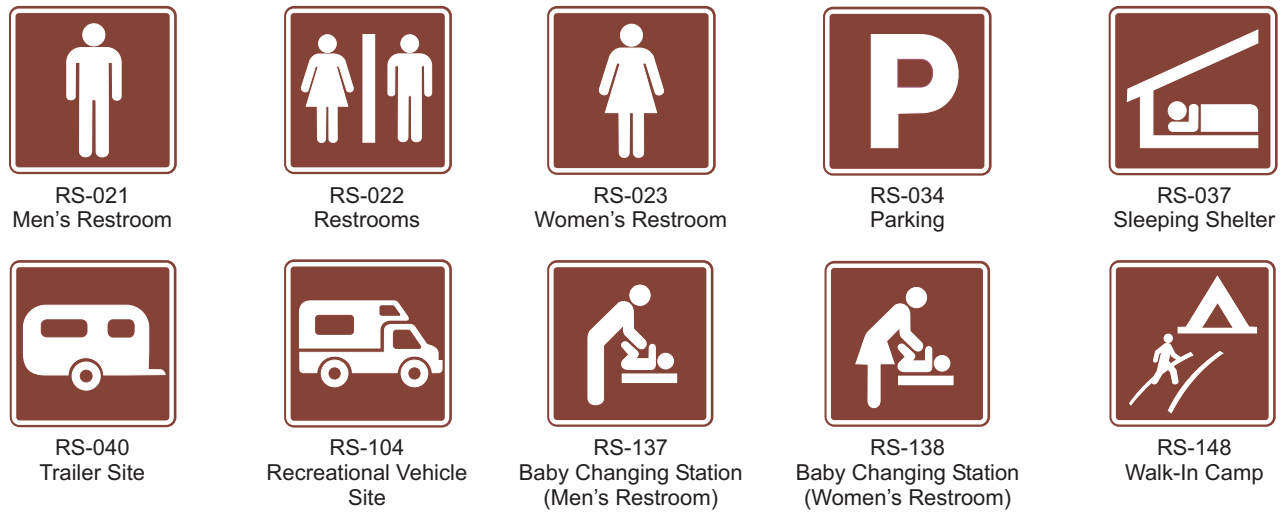 P
RS-021
Men’s Restroom
RS-022
Restrooms
RS-023
Women’s Restroom
RS-034
Parking
RS-037
Sleeping Shelter
RS-040
Trailer Site
RS-104
Recreational Vehicle
Site
RS-137
Baby Changing Station
(Men’s Restroom)
RS-138
Baby Changing Station
(Women’s Restroom)
RS-148
Walk-In Camp